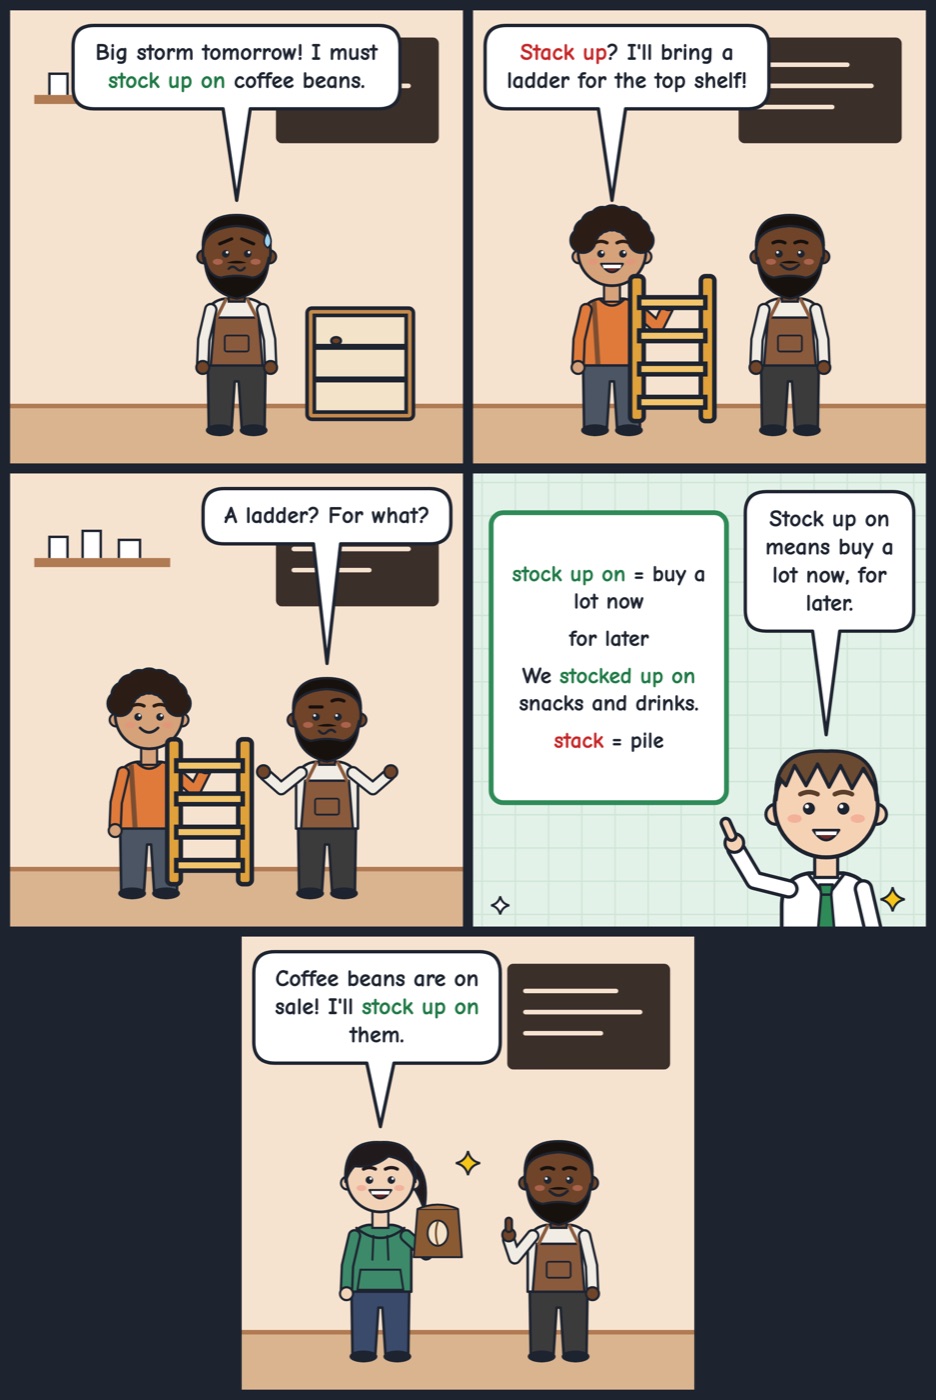 Big storm tomorrow! I must
stock up on coffee beans.
Stack up? I'll bring a
ladder for the top shelf!
A ladder? For what?
stock up on = buy a
lot now
for later
We stocked up on
snacks and drinks.
stack = pile
Stock up on
means buy a
lot now, for
later.
Coffee beans are on
sale! I'll stock up on
them.